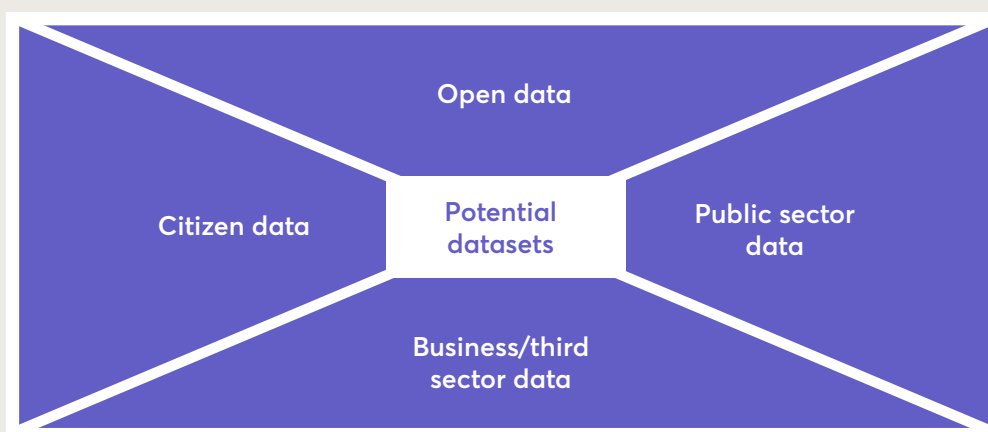 Open data
Citizen data
Potential
datasets
Public sector
data
Business/third
sector data